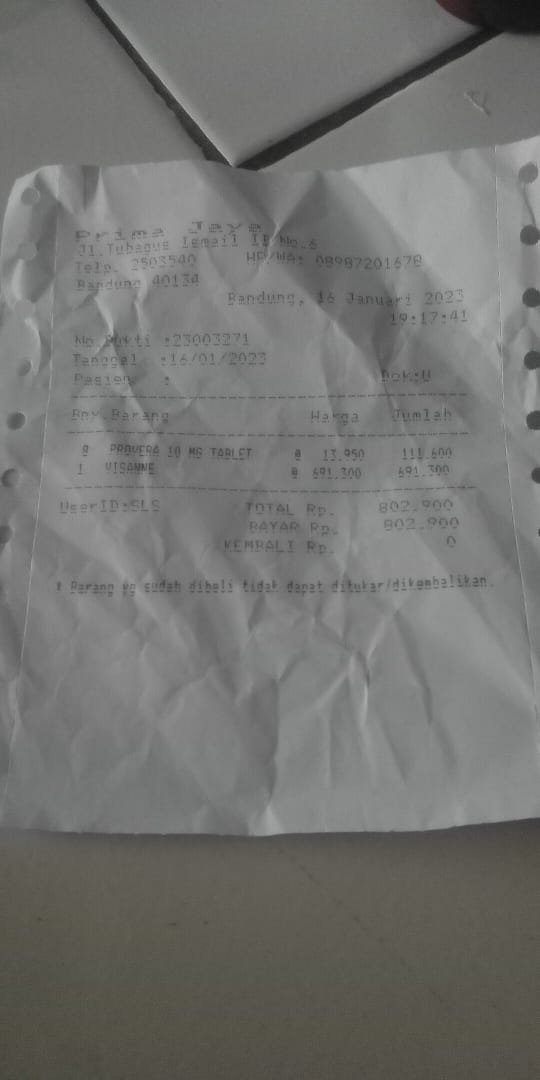 Prima Jaya
Jl.Tubagus Ismail II No.6
Telp. 2503540 HP/WA: 08987201678
Bandung 40134
Bandung, 16 Januari 2023
19:17:41
No Bukti :23003271
Tanggal :16/01/2023
Pasien : Dok:U
Bny.Barang Harga Jumlah
8 PROVERA 10 MG TABLET @ 13.950 111.600
1 VISANNE @ 691.300 691.300
UserID:SLS TOTAL Rp. 802.900
BAYAR Rp. 802.900
KEMBALI Rp. 0
* Barang yg sudah dibeli tidak dapat ditukar/dikembalikan.